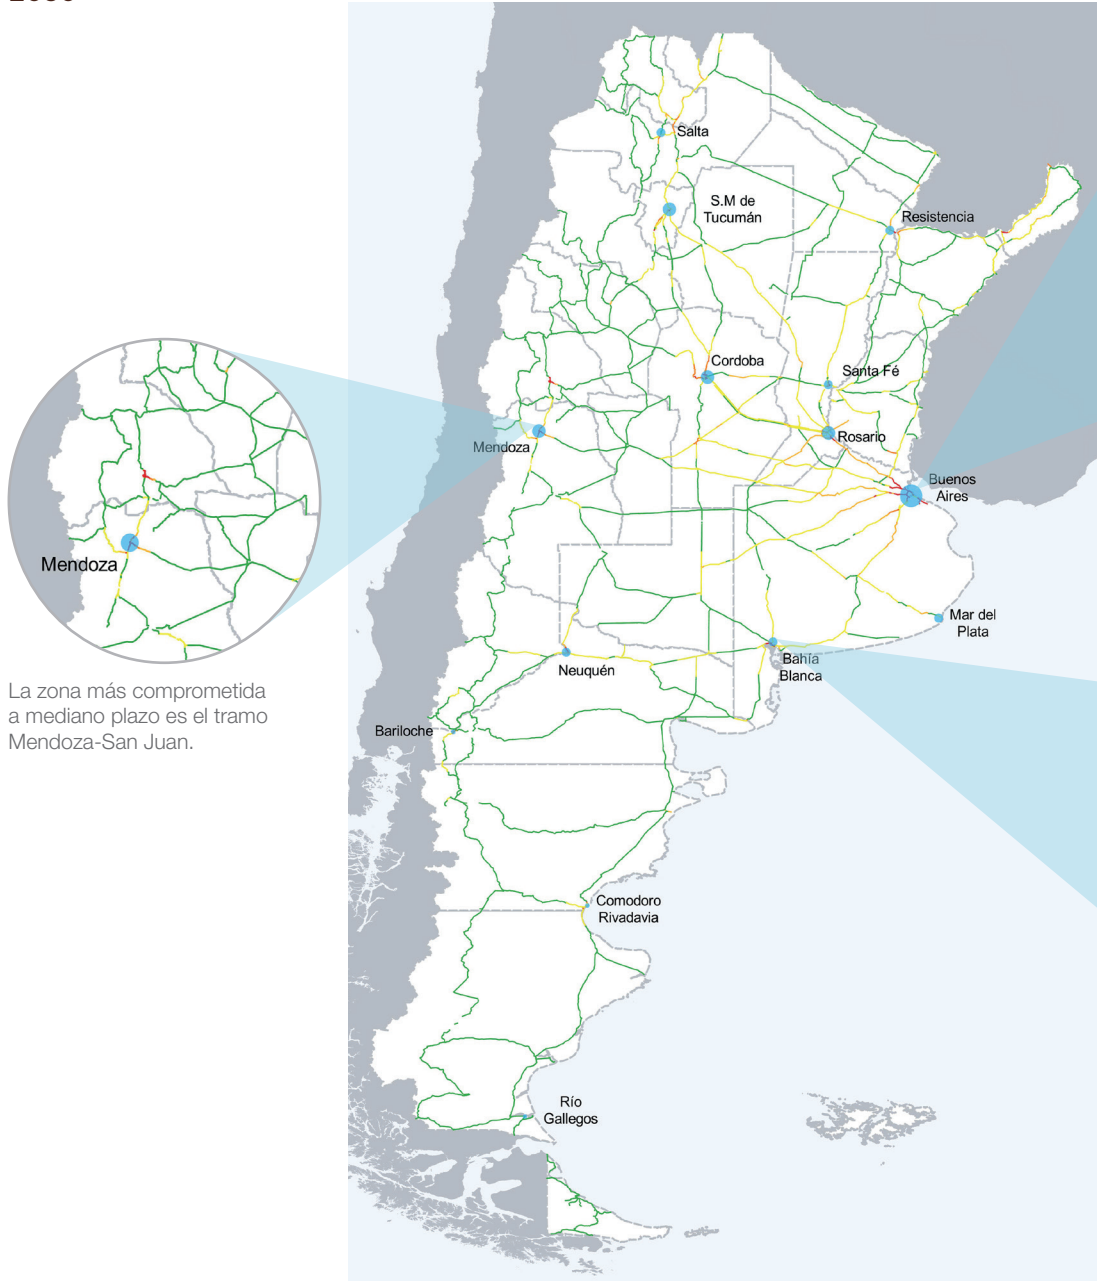 Salta
S.M de
Tucumán
Resistencia
Cordoba
Santa Fé
Mendoza
Rosario
Buenos
Aires
Mendoza
Mar del
Plata
Neuquén
Bahía
Blanca
La zona más comprometida
a mediano plazo es el tramo
Mendoza-San Juan.
Bariloche
Comodoro
Rivadavia
Río
Gallegos